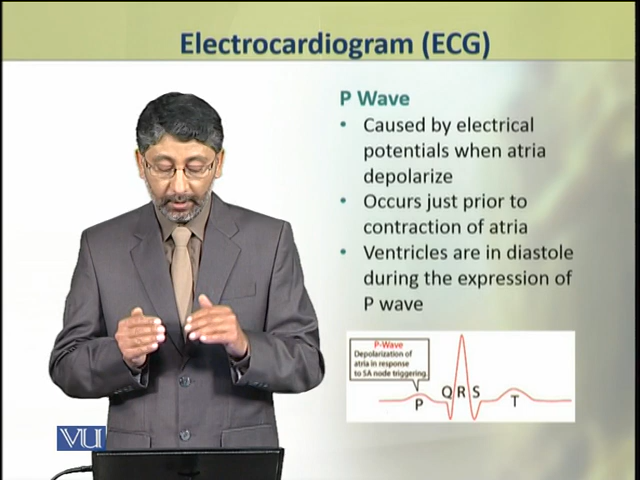 Electrocardiogram (ECG)
P Wave
• Caused by electrical
potentials when atria
depolarize
• Occurs just prior to
contraction of atria
• Ventricles are in diastole
during the expression of
P wave
P-Wave
Depolarization of
atria in response
to SA node triggering.
P Q R S T
VU